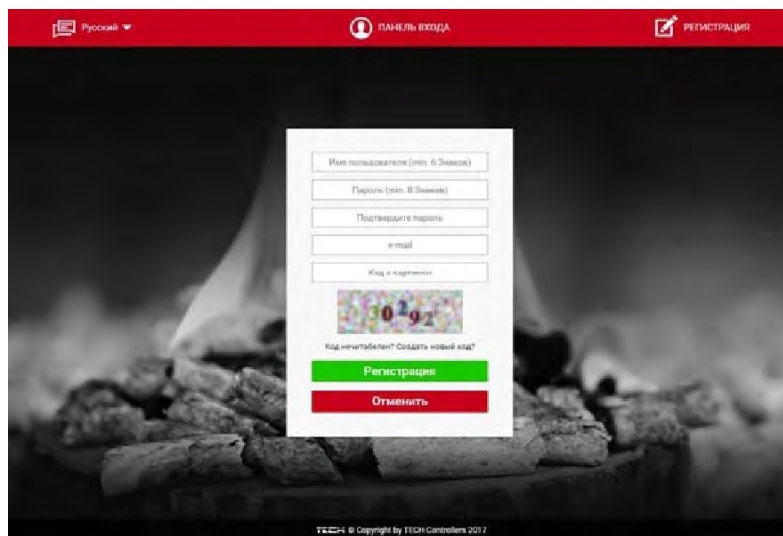 Русский
ПАНЕЛЬ ВХОДА
РЕГИСТРАЦИЯ
Имя пользователя (min. 6 Знаков)
Пароль (min. 8 Знаков)
Подтвердите пароль
e-mail
Код с картинки
Код нечитабелен? Создать новый код?
Регистрация
Отменить
TECH © Copyright by TECH Controllers 2017